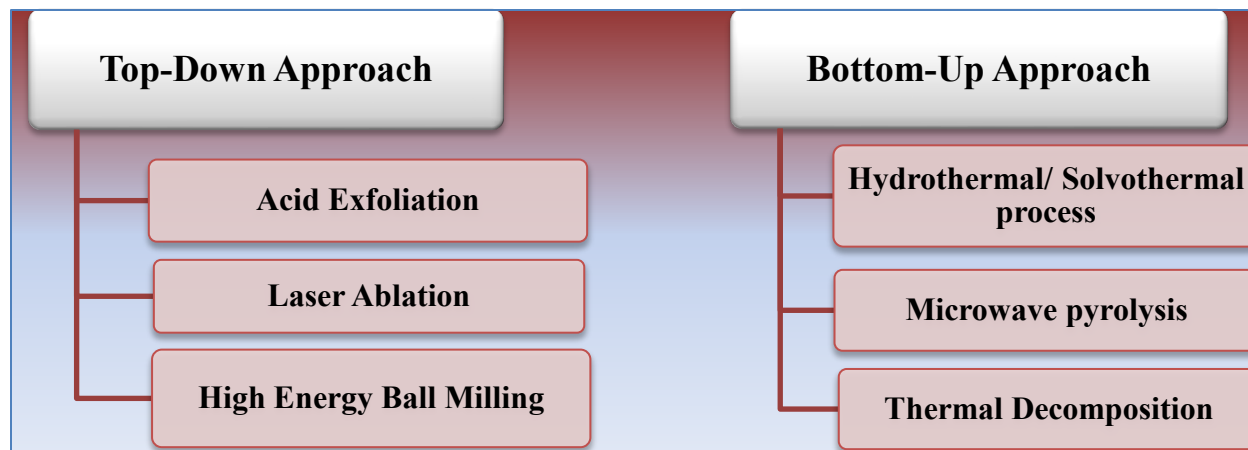 Top-Down Approach
Acid Exfoliation
Laser Ablation
High Energy Ball Milling
Bottom-Up Approach
Hydrothermal/ Solvothermal
process
Microwave pyrolysis
Thermal Decomposition